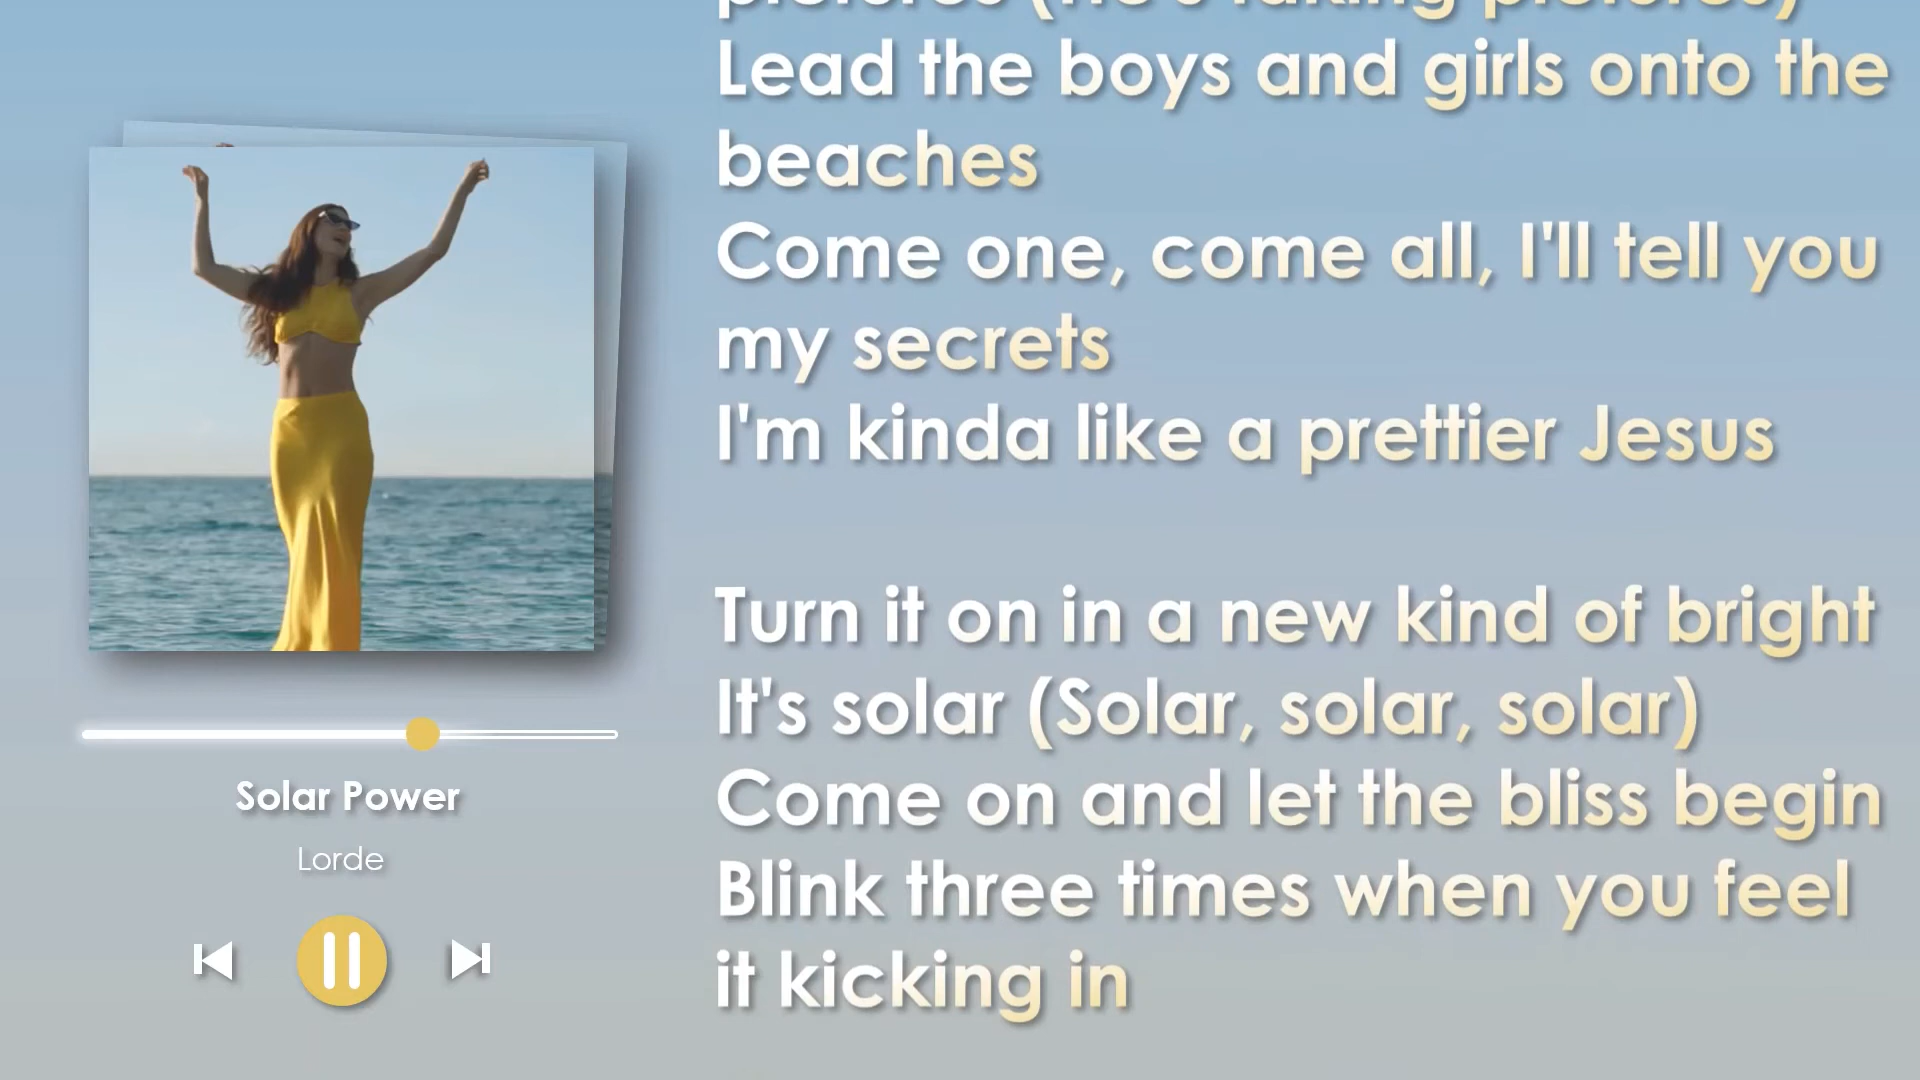 pictures (he's taking pictures)
Lead the boys and girls onto the
beaches
Come one, come all, I'll tell you
my secrets
I'm kinda like a prettier Jesus
Turn it on in a new kind of bright
It's solar (Solar, solar, solar)
Come on and let the bliss begin
Blink three times when you feel
it kicking in
Solar Power
Lorde